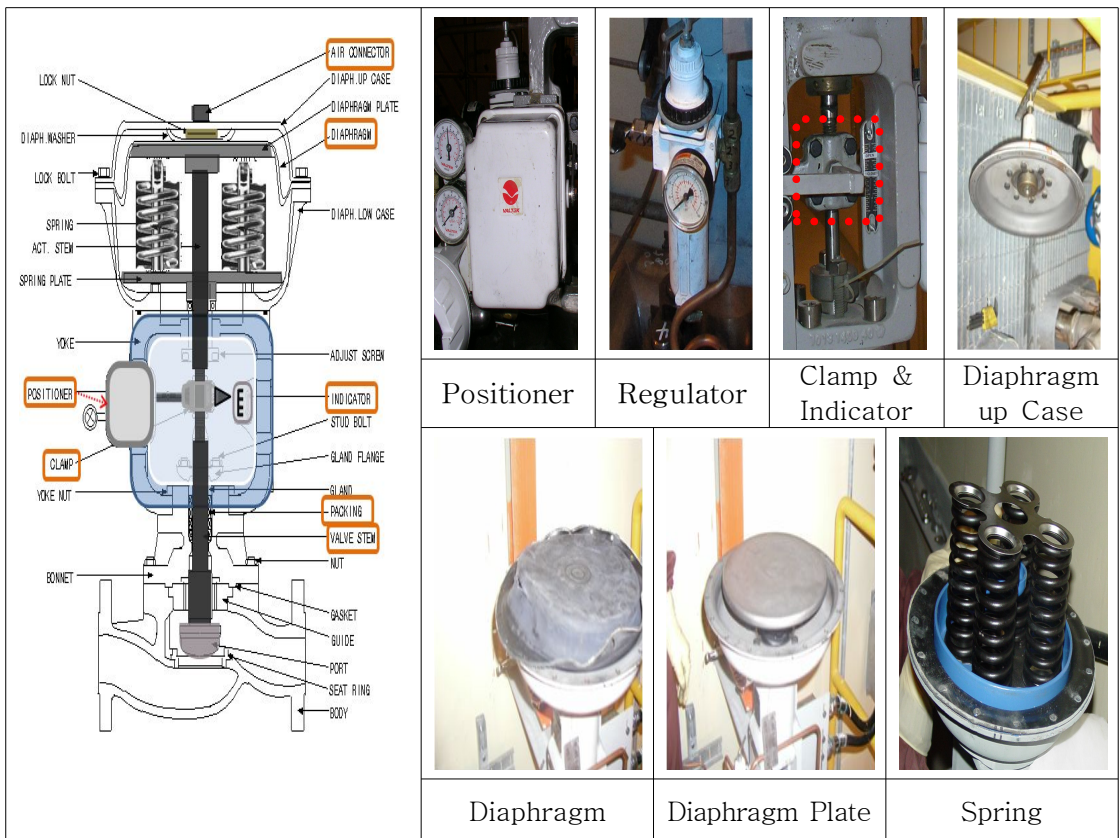 AIR CONNECTOR
LOCK NUT
DIAPH.UP CASE
DIAPHRAGM PLATE
DIAPH.WASHER
DIAPHRAGM
LOCK BOLT
SPRING
DIAPH.LOW CASE
ACT. STEM
SPRING PLATE
YOKE
ADJUST SCREW
POSITIONER
INDICATOR
STUD BOLT
CLAMP
GLAND FLANGE
YOKE NUT
GLAND
PACKING
VALVE STEM
NUT
BONNET
GASKET
GUIDE
PORT
SEAT RING
BODY
Positioner
Regulator
Clamp &
Indicator
Diaphragm
up Case
Diaphragm
Diaphragm Plate
Spring